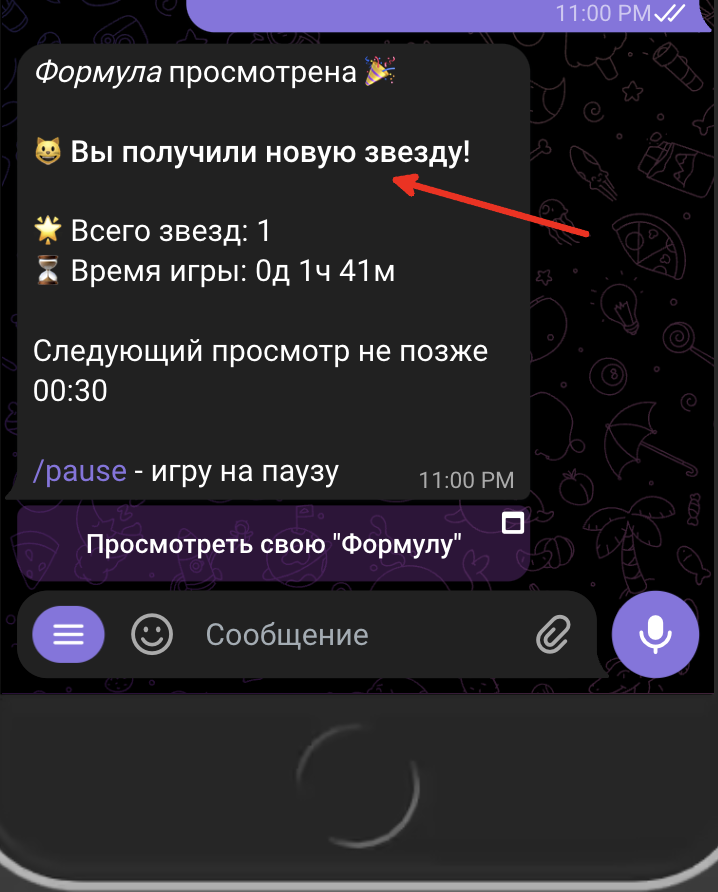 11:00 PM
Формула просмотрена 🎉
😺 Вы получили новую звезду!
🌟 Всего звезд: 1
⏳ Время игры: 0д 1ч 41м
Следующий просмотр не позже
00:30
/pause - игру на паузу
11:00 PM
Просмотреть свою "Формулу"
Сообщение